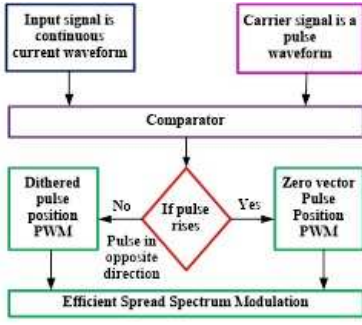 Input signal is
continuous
current waveform
Carrier signal is a
pulse
waveform
Comparator
Dithered
pulse
position
PWM
No
Pulse in
opposite
direction
If pulse
rises
Yes
Zero vector
Pulse
Position
PWM
Efficient Spread Spectrum Modulation